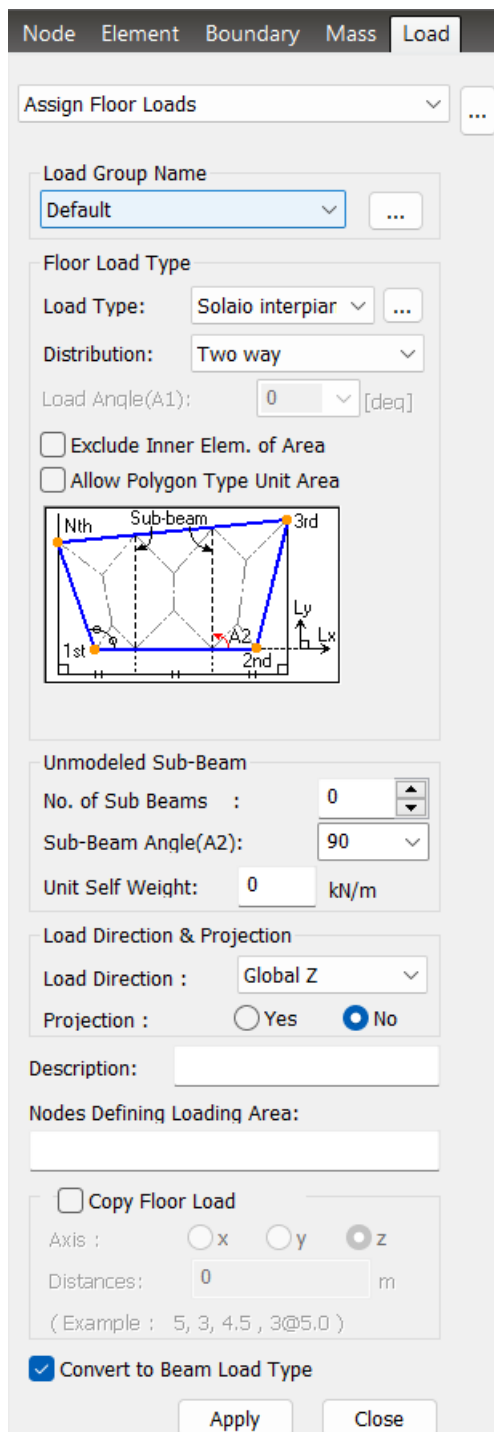 Node Element Boundary Mass Load
Assign Floor Loads
...
Load Group Name
Default
...
Floor Load Type
Load Type: Solaio interpiar ...
Distribution: Two way
Load Angle(A1): 0 [deg]
Exclude Inner Elem. of Area
Allow Polygon Type Unit Area
Nth Sub-beam 3rd
Ly
1st A2 2nd Lx
Unmodeled Sub-Beam
No. of Sub Beams : 0
Sub-Beam Angle(A2): 90
Unit Self Weight: 0 kN/m
Load Direction & Projection
Load Direction : Global Z
Projection : Yes No
Description:
Nodes Defining Loading Area:
Copy Floor Load
Axis : x y z
Distances: 0 m
( Example : 5, 3, 4.5 , 3@5.0 )
Convert to Beam Load Type
Apply Close